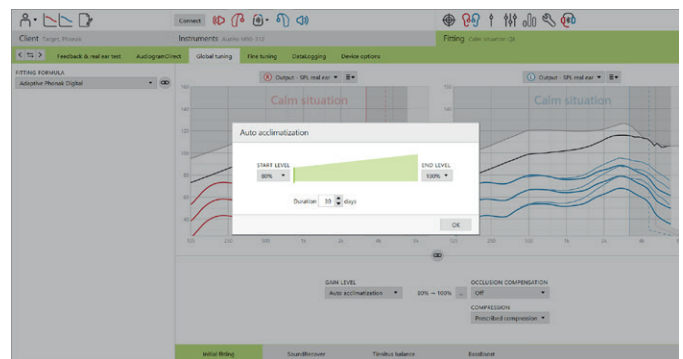 Connect
Client Target, Phonak
Instruments Audéo M90-312
Fitting Calm situation
Feedback & real ear test AudiogramDirect Global tuning Fine tuning DataLogging Device options
FITTING FORMULA
Adaptive Phonak Digital
Output - SPL real ear
Output - SPL real ear
Calm situation
Calm situation
Auto acclimatization
START LEVEL
80%
END LEVEL
100%
Duration days
OK
GAIN LEVEL
Auto acclimatization
80% → 100%
...
OCCLUSION COMPENSATION
Off
COMPRESSION
Prescribed compression
Initial fitting SoundRecover Tinnitus balance